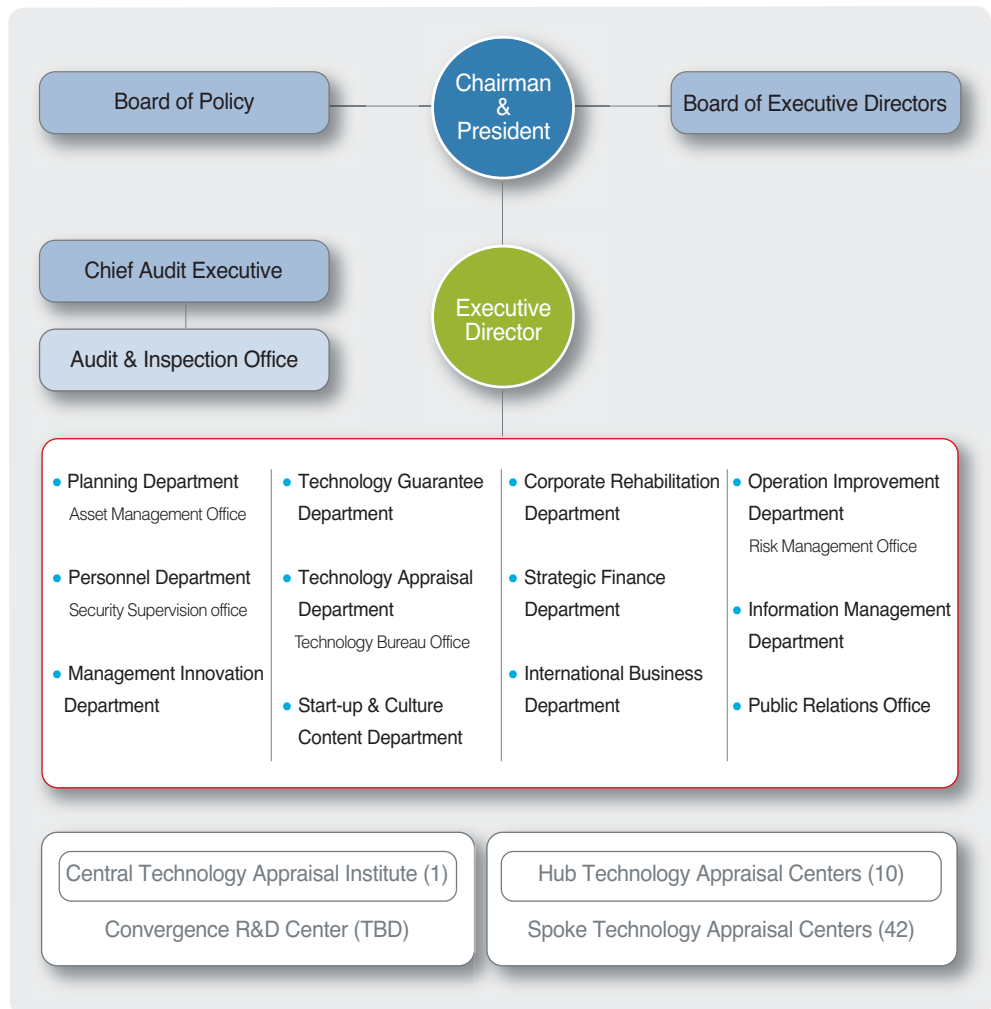 Chairman
&
President
Board of Policy
Board of Executive Directors
Chief Audit Executive
Audit & Inspection Office
Executive
Director
Planning Department
Asset Management Office
Personnel Department
Security Supervision office
Management Innovation
Department
Technology Guarantee
Department
Technology Appraisal
Department
Technology Bureau Office
Start-up & Culture
Content Department
Corporate Rehabilitation
Department
Strategic Finance
Department
International Business
Department
Operation Improvement
Department
Risk Management Office
Information Management
Department
Public Relations Office
Central Technology Appraisal Institute (1)
Convergence R&D Center (TBD)
Hub Technology Appraisal Centers (10)
Spoke Technology Appraisal Centers (42)